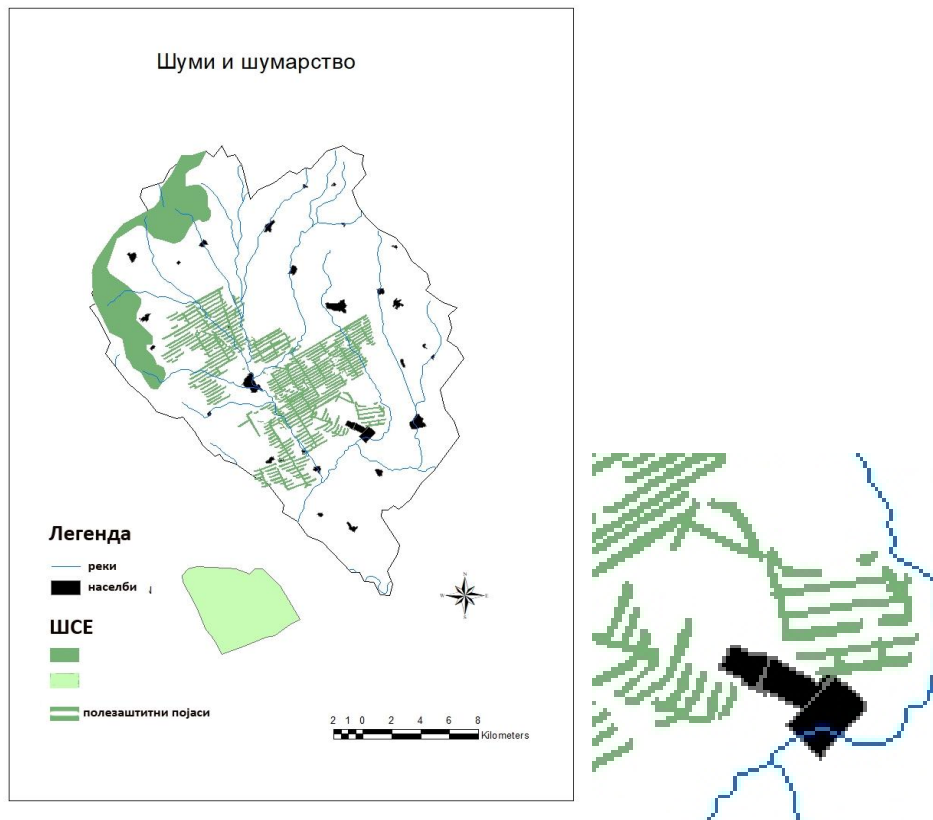 Шуми и шумарство
Легенда
реки
населби
ШСЕ
полезаштитни појаси
2 1 0 2 4 6 8
Kilometers
N
W E
S